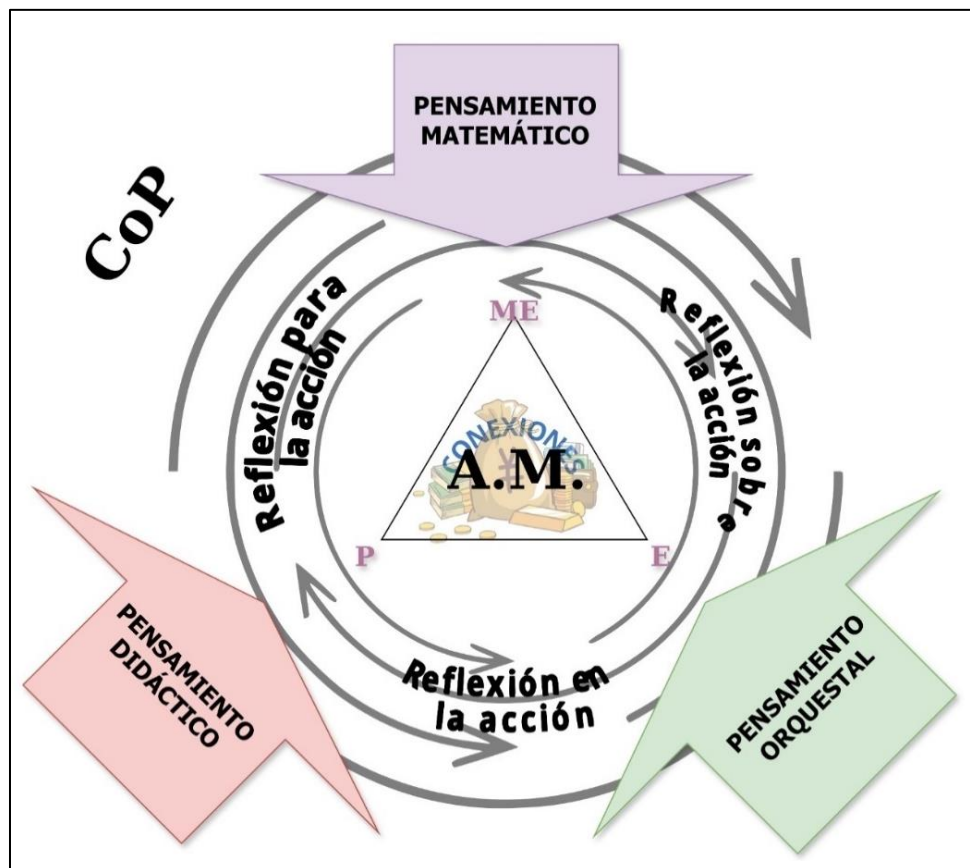 PENSAMIENTO
MATEMÁTICO
CoP
Reflexión para
la acción
Reflexión sobre
la acción
ME
CONEXIONES
¥
A.M.
P
E
Reflexión en
la acción
PENSAMIENTO
DIDÁCTICO
PENSAMIENTO
ORQUESTAL